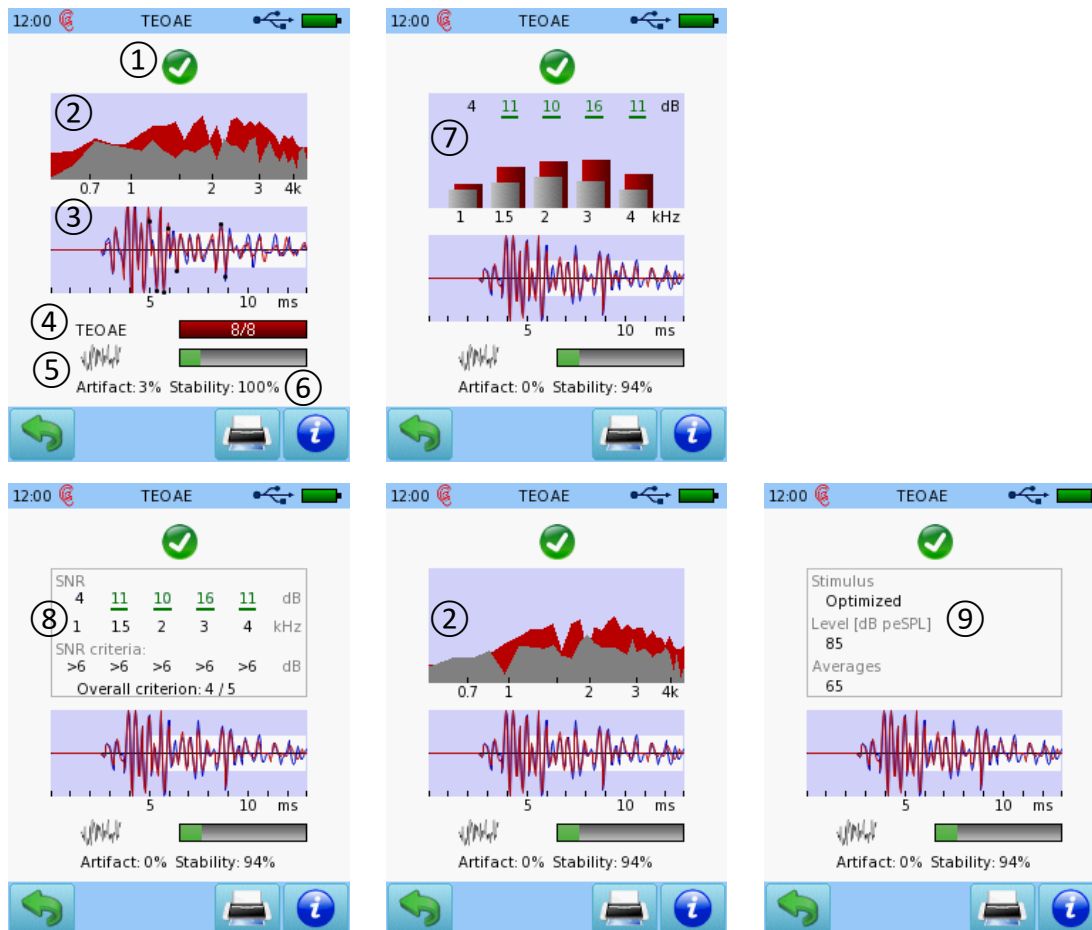 12:00 TEOAE
①
②
0.7 1 2 3 4k
③
5 10 ms
④ TEOAE 8/8
⑤
Artifact: 3% Stability: 100% ⑥
12:00 TEOAE
4 11 10 16 11 dB
⑦
1 1.5 2 3 4 kHz
5 10 ms
Artifact: 0% Stability: 94%
12:00 TEOAE
SNR
4 11 10 16 11 dB
⑧
1 1.5 2 3 4 kHz
SNR criteria:
>6 >6 >6 >6 >6 dB
Overall criterion: 4 / 5
5 10 ms
Artifact: 0% Stability: 94%
12:00 TEOAE
②
0.7 1 2 3 4k
5 10 ms
Artifact: 0% Stability: 94%
12:00 TEOAE
Stimulus
Optimized
Level [dB peSPL] ⑨
85
Averages
65
5 10 ms
Artifact: 0% Stability: 94%